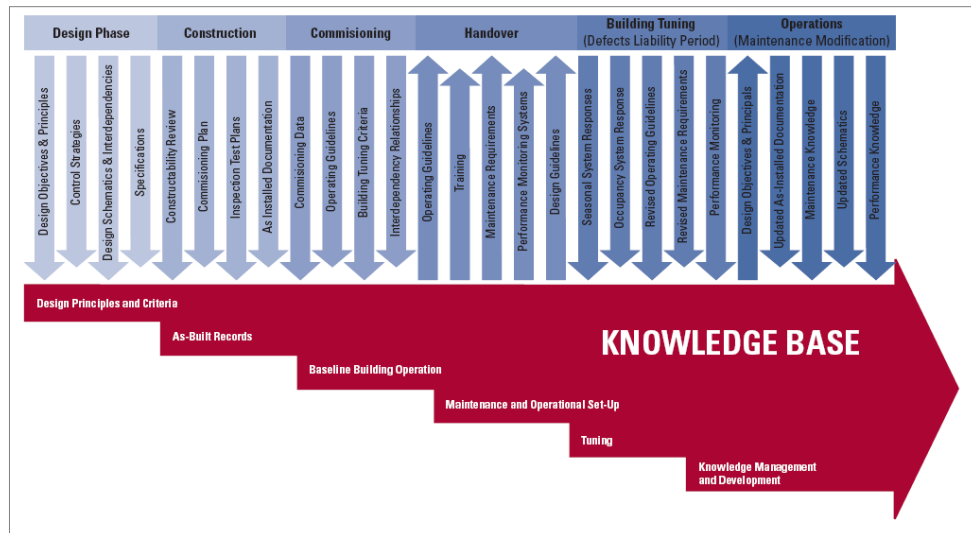 Design Phase
Construction
Commisioning
Handover
Building Tuning
(Defects Liability Period)
Operations
(Maintenance Modification)
Design Objectives & Principles
Control Strategies
Design Schematics & Interdependencies
Specifications
Constructability Review
Commision Plan
Inspection Test Plans
As Installed Documentation
Commisioning Data
Operating Guidelines
Building Tuning Criteria
Interdependency Relationships
Operating Guidelines
Training
Maintenance Requirements
Performance Monitoring Systems
Design Guidelines
Seasonal System Responses
Occupancy System Response
Revised Operating Guidelines
Revised Maintenance Requirements
Performance Monitoring
Design Objectives & Principals
Updated As-Installed Documentation
Maintenance Knowledge
Updated Schematics
Performance Knowledge
Design Principles and Criteria
As-Built Records
KNOWLEDGE BASE
Baseline Building Operation
Maintenance and Operational Set-Up
Tuning
Knowledge Management
and Development